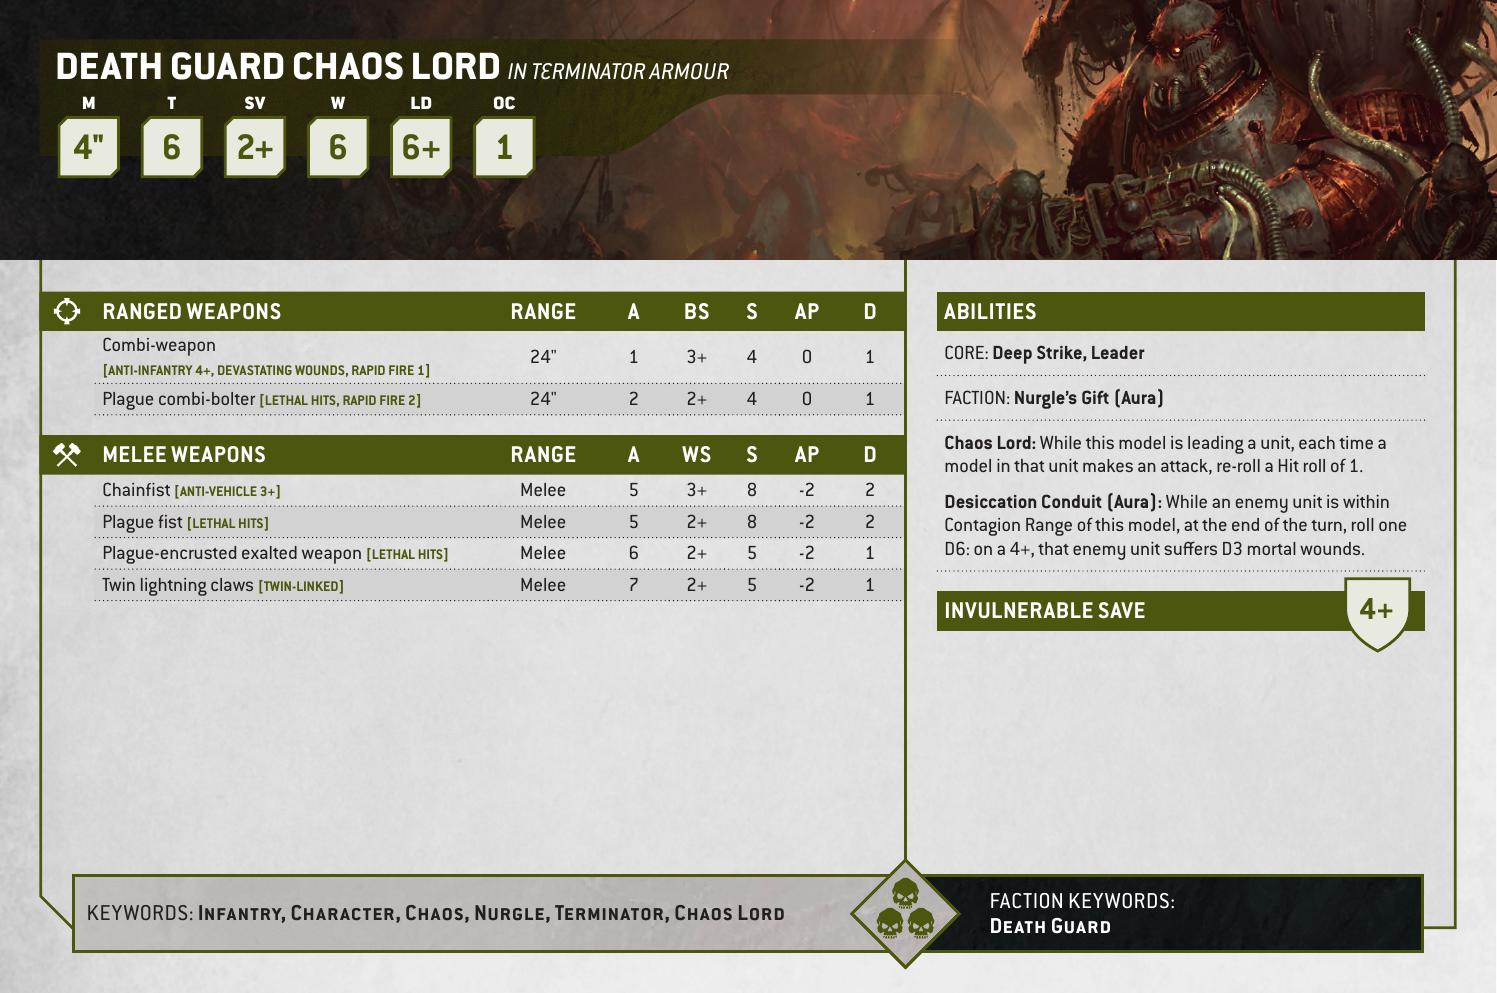 DEATH GUARD CHAOS LORD IN TERMINATOR ARMOUR
M T SV W LD OC
4" 6 2+ 6 6+ 1
RANGED WEAPONS RANGE A BS S AP D
Combi-weapon 24" 1 3+ 4 0 1
[ANTI-INFANTRY 4+, DEVASTATING WOUNDS, RAPID FIRE 1]
Plague combi-bolter [LETHAL HITS, RAPID FIRE 2] 24" 2 2+ 4 0 1
MELEE WEAPONS RANGE A WS S AP D
Chainfist [ANTI-VEHICLE 3+] Melee 5 3+ 8 -2 2
Plague fist [LETHAL HITS] Melee 5 2+ 8 -2 2
Plague-encrusted exalted weapon [LETHAL HITS] Melee 6 2+ 5 -2 1
Twin lightning claws [TWIN-LINKED] Melee 7 2+ 5 -2 1
ABILITIES
CORE: Deep Strike, Leader
FACTION: Nurgle's Gift (Aura)
Chaos Lord: While this model is leading a unit, each time a
model in that unit makes an attack, re-roll a Hit roll of 1.
Desiccation Conduit (Aura): While an enemy unit is within
Contagion Range of this model, at the end of the turn, roll one
D6: on a 4+, that enemy unit suffers D3 mortal wounds.
INVULNERABLE SAVE 4+
KEYWORDS: INFANTRY, CHARACTER, CHAOS, NURGLE, TERMINATOR, CHAOS LORD
FACTION KEYWORDS:
DEATH GUARD